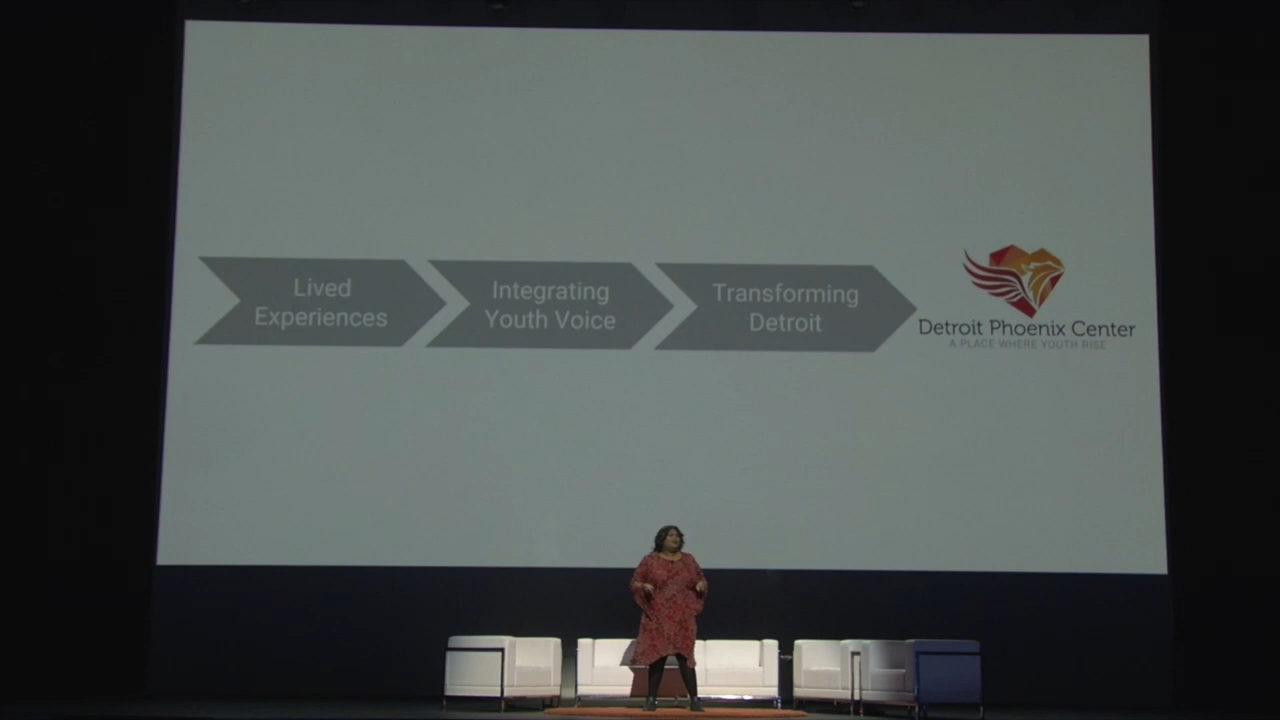 Lived
Experiences
Integrating
Youth Voice
Transforming
Detroit
Detroit Phoenix Center
A PLACE WHERE YOUTH RISE